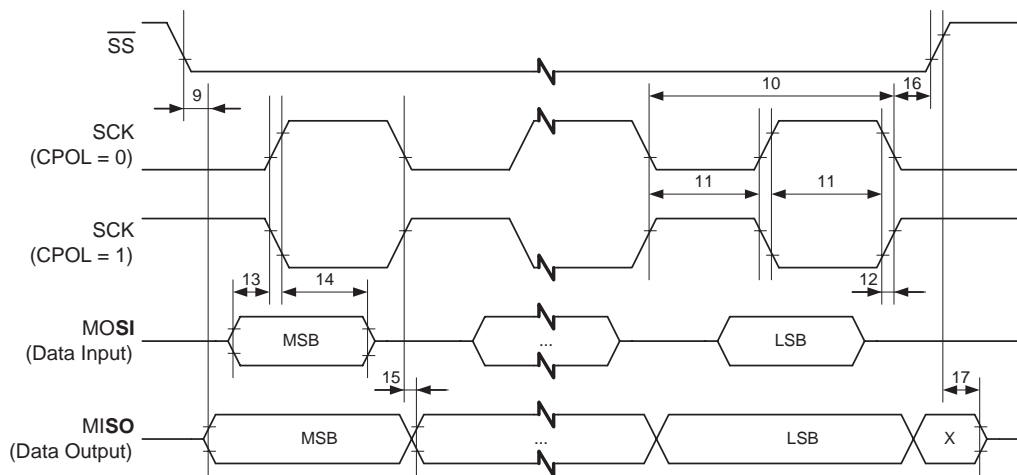 SS
10
16
9
SCK
(CPOL = 0)
11
11
SCK
(CPOL = 1)
13
14
12
MOSI
(Data Input)
MSB
...
LSB
15
17
MISO
(Data Output)
MSB
...
LSB
X